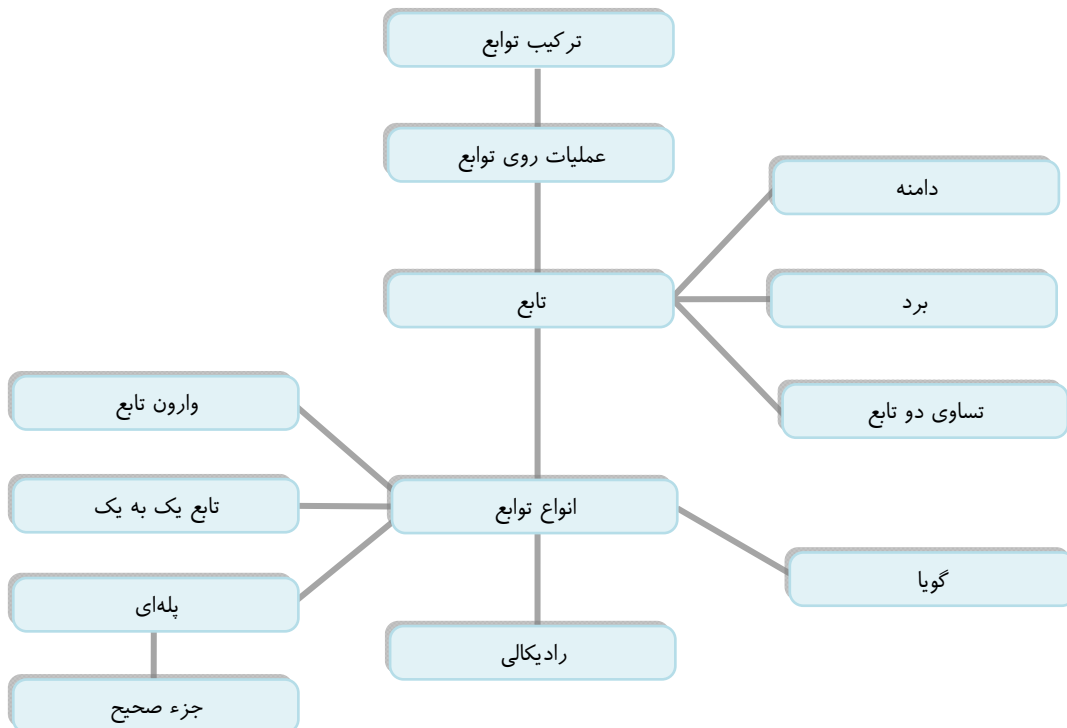 ترکیب توابع
عملیات روی توابع
دامنه
تابع
برد
وارون تابع
تساوی دو تابع
انواع توابع
تابع یک به یک
گویا
پله‌ای
رادیکالی
جزء صحیح